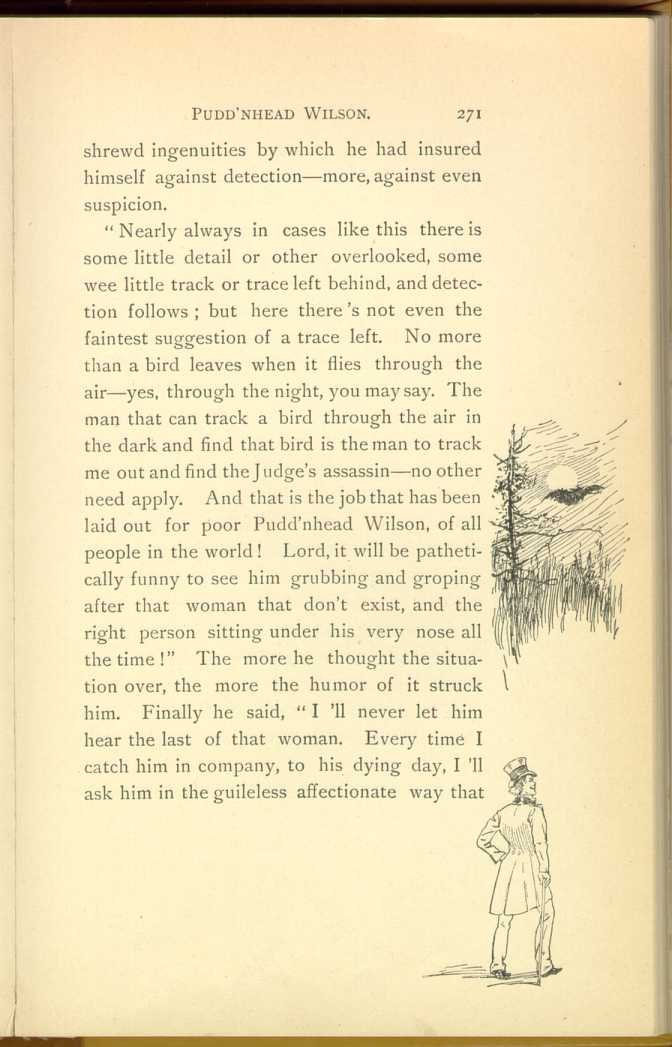 PUDD'NHEAD WILSON. 271
shrewd ingenuities by which he had insured
himself against detection—more, against even
suspicion.
" Nearly always in cases like this there is
some little detail or other overlooked, some
wee little track or trace left behind, and detec-
tion follows ; but here there 's not even the
faintest suggestion of a trace left. No more
than a bird leaves when it flies through the
air—yes, through the night, you may say. The
man that can track a bird through the air in
the dark and find that bird is the man to track
me out and find the Judge's assassin—no other
need apply. And that is the job that has been
laid out for poor Pudd'nhead Wilson, of all
people in the world ! Lord, it will be patheti-
cally funny to see him grubbing and groping
after that woman that don't exist, and the
right person sitting under his very nose all
the time !" The more he thought the situa-
tion over, the more the humor of it struck
him. Finally he said, " I 'll never let him
hear the last of that woman. Every time I
catch him in company, to his dying day, I 'll
ask him in the guileless affectionate way that